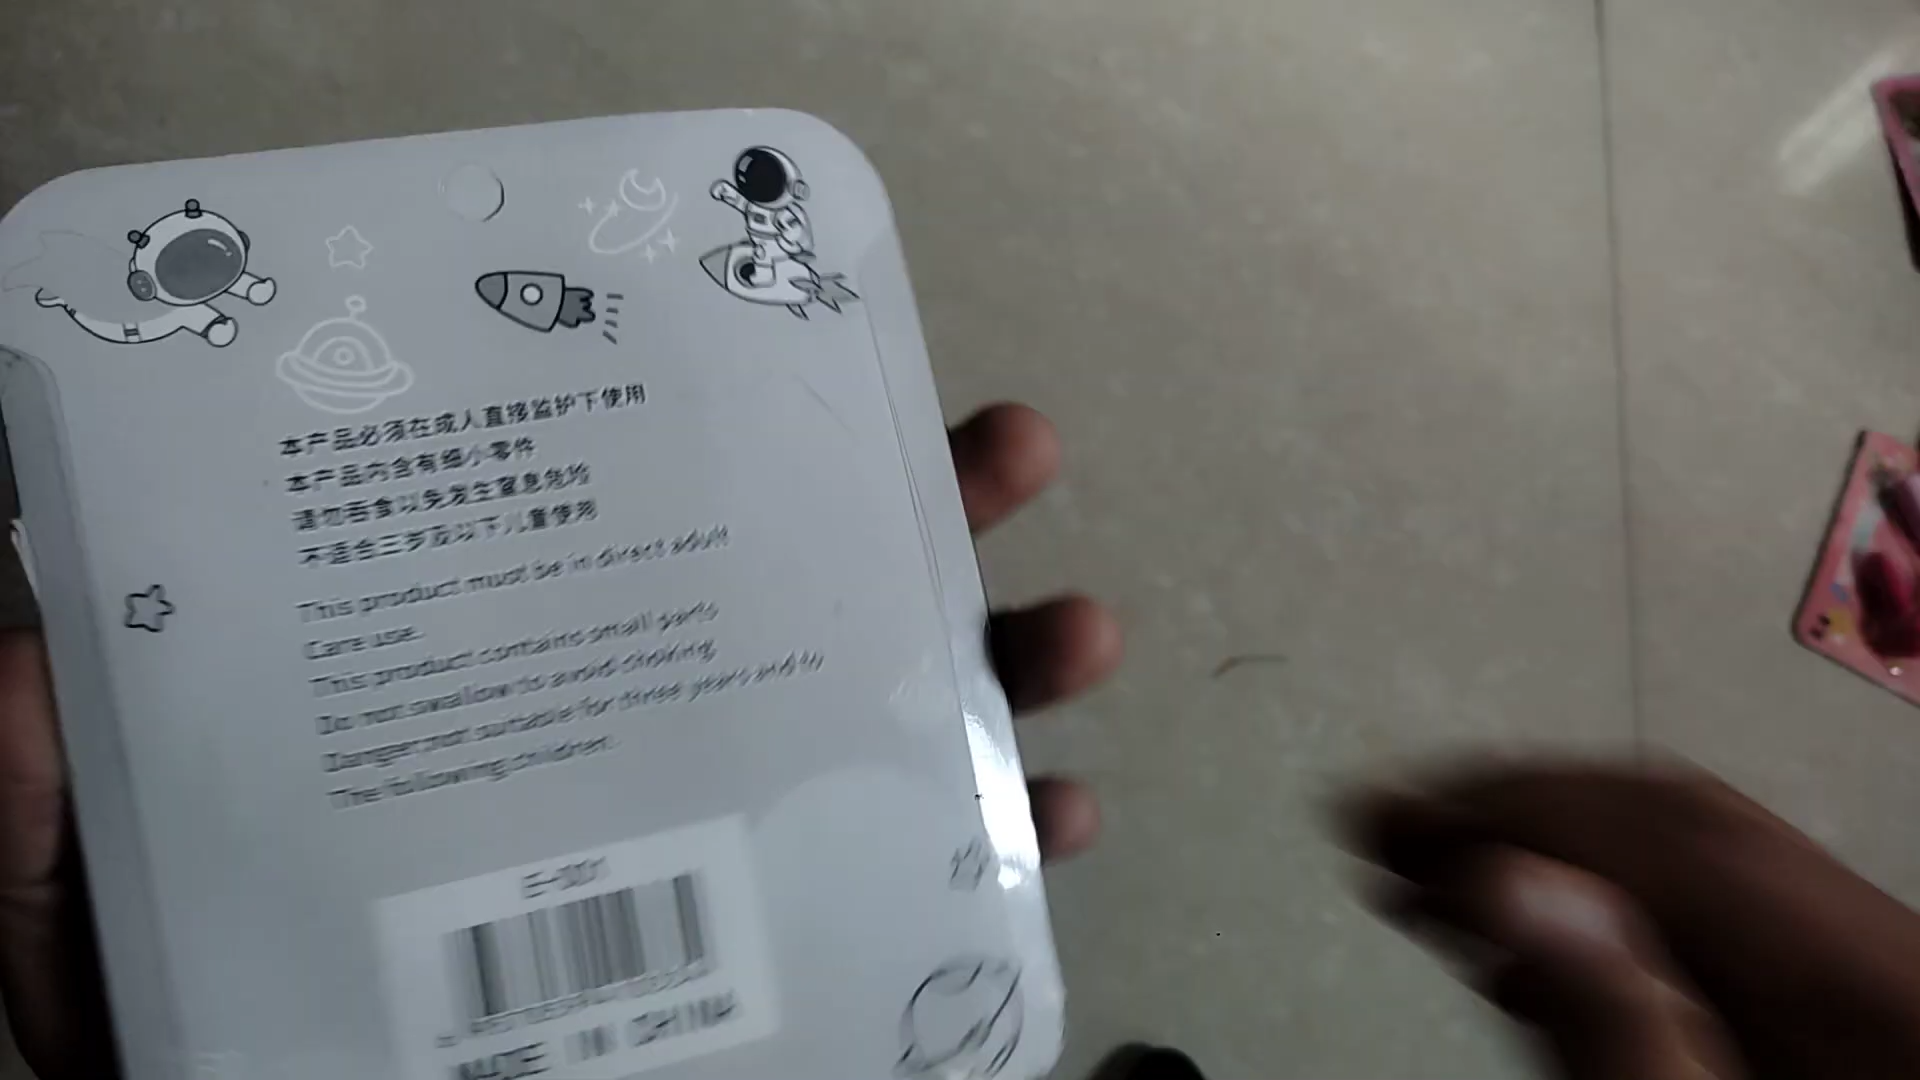 本产品必须在成人直接监护下使用
本产品内含有细小零件
请勿吞食以免发生窒息危险
不适合三岁及以下儿童使用
This product must be in direct adult
Care use.
This product contains small parts
Do not swallow to avoid choking.
Danger.not suitable for three years and
The following children.
E-001
MADE IN CHINA